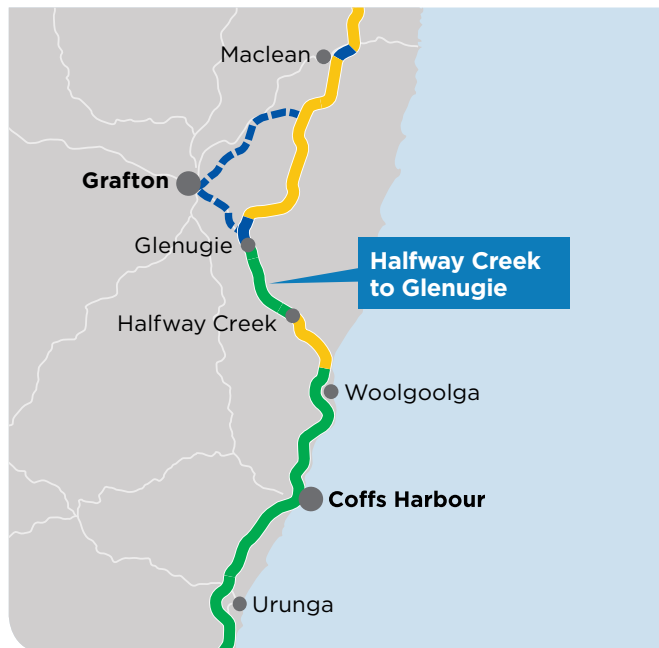 Maclean
Grafton
Glenugie
Halfway Creek
to Glenugie
Halfway Creek
Woolgoolga
Coffs Harbour
Urunga